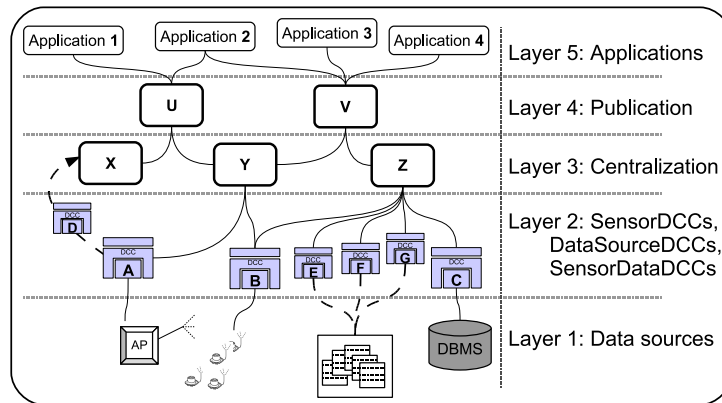 Application 1
Application 2
Application 3
Application 4
Layer 5: Applications
U
V
Layer 4: Publication
X
Y
Z
Layer 3: Centralization
DCC
D
DCC
A
DCC
B
DCC
E
DCC
F
DCC
G
DCC
C
Layer 2: SensorDCCs,
DataSourceDCCs,
SensorDataDCCs
AP
DBMS
Layer 1: Data sources